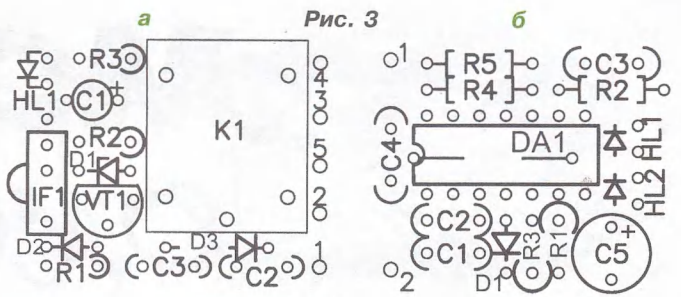 а Рис. 3 б
R3
4
HL1
C1 +
3
K1
R2
D1
5
IF1
VT1
2
D2
D3
1
R1
C3
C2
1
R5
C3
R4
R2
C4
DA1
HL1
HL2
C2
C1
R3
R1
+
C5
2
D1